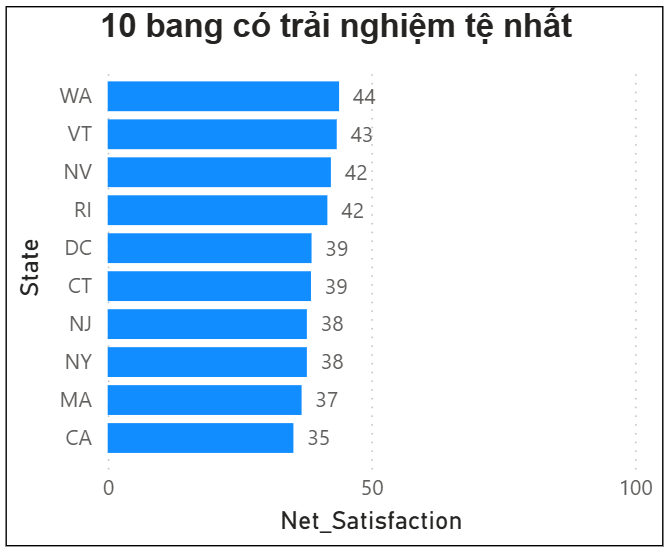 10 bang có trải nghiệm tệ nhất
State
WA 44
VT 43
NV 42
RI 42
DC 39
CT 39
NJ 38
NY 38
MA 37
CA 35
0 50 100
Net_Satisfaction